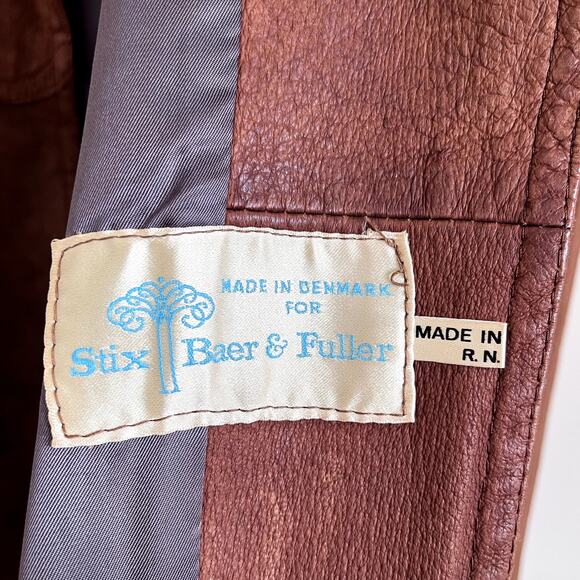 MADE IN DENMARK
FOR
Stix Baer & Fuller
MADE IN
R. N.